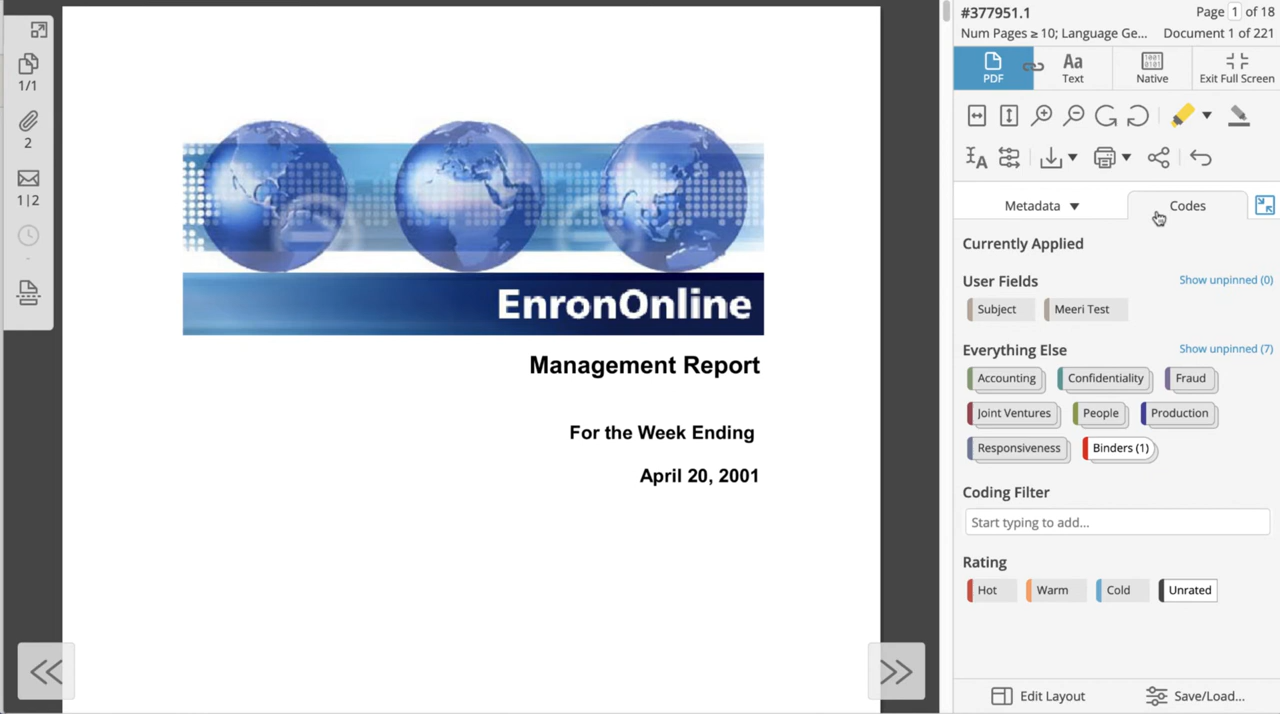 1/1
2
1|2
-
EnronOnline
Management Report
For the Week Ending
April 20, 2001
#377951.1
Page 1 of 18
Num Pages ≥ 10; Language Ge...
Document 1 of 221
PDF
Aa
Text
1001
0101
Native
Exit Full Screen
Metadata
Codes
Currently Applied
User Fields
Show unpinned (0)
Subject
Meeri Test
Everything Else
Show unpinned (7)
Accounting
Confidentiality
Fraud
Joint Ventures
People
Production
Responsiveness
Binders (1)
Coding Filter
Start typing to add...
Rating
Hot
Warm
Cold
Unrated
Edit Layout
Save/Load...